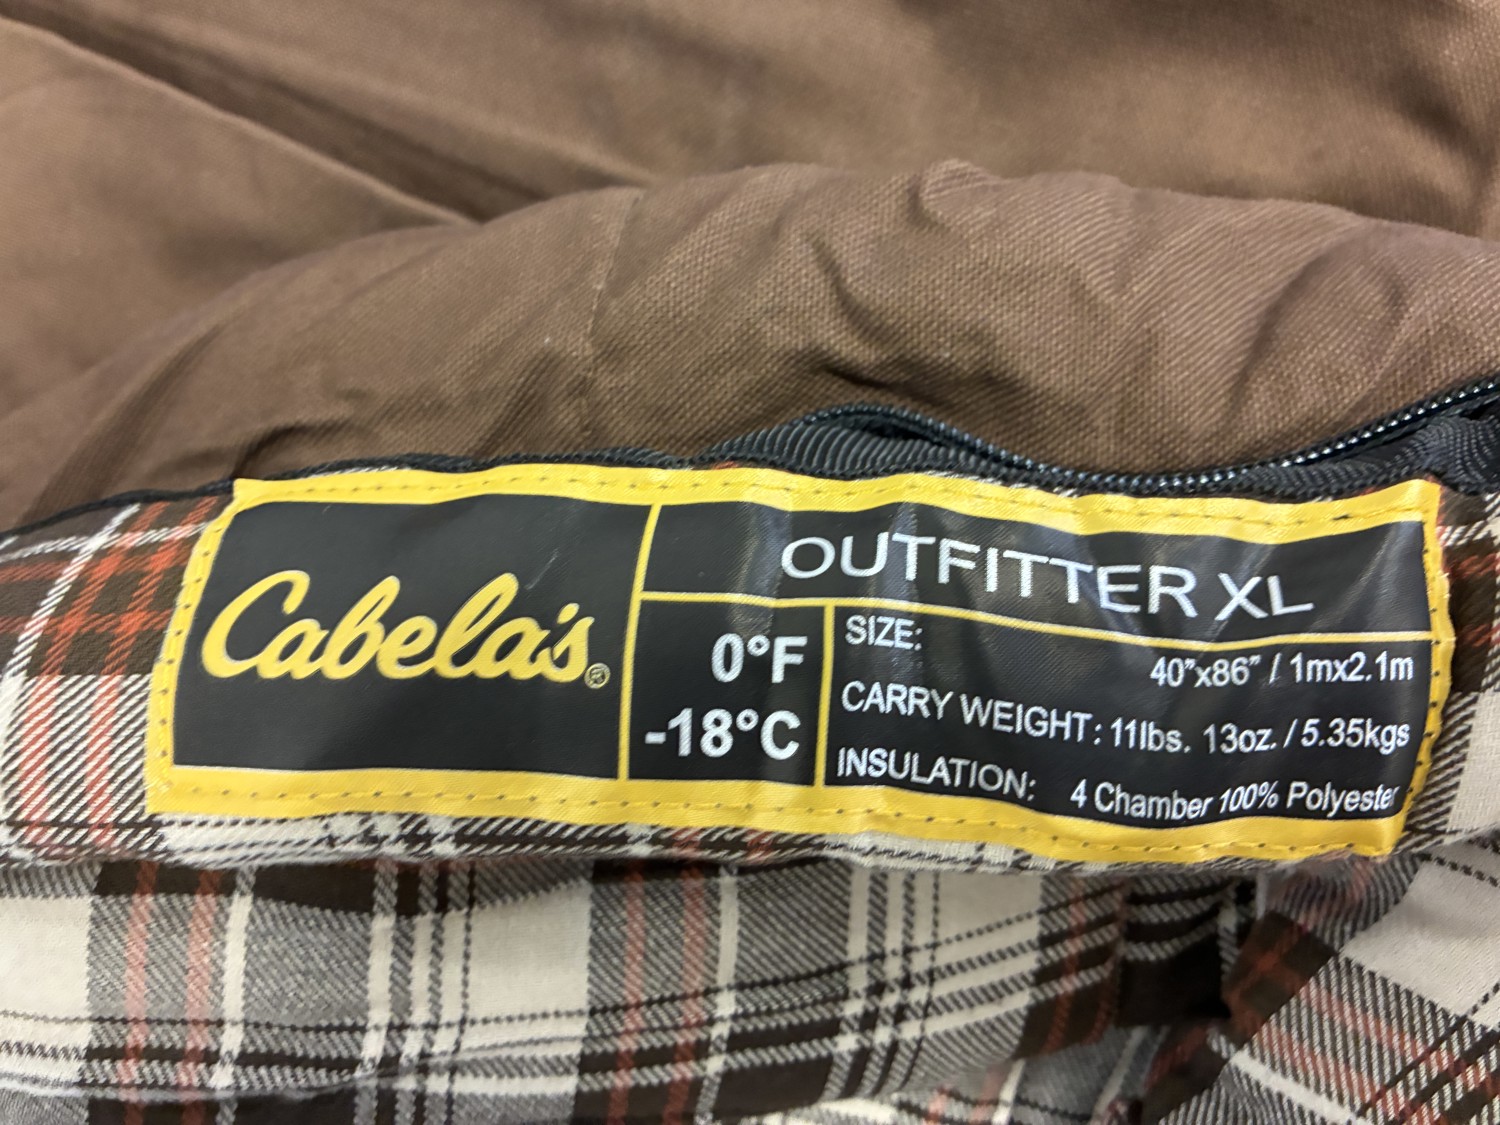 Cabela's®
OUTFITTER XL
0°F
-18°C
SIZE:
40”x86” / 1mx2.1m
CARRY WEIGHT: 11lbs. 13oz. / 5.35kgs
INSULATION: 4 Chamber 100% Polyester